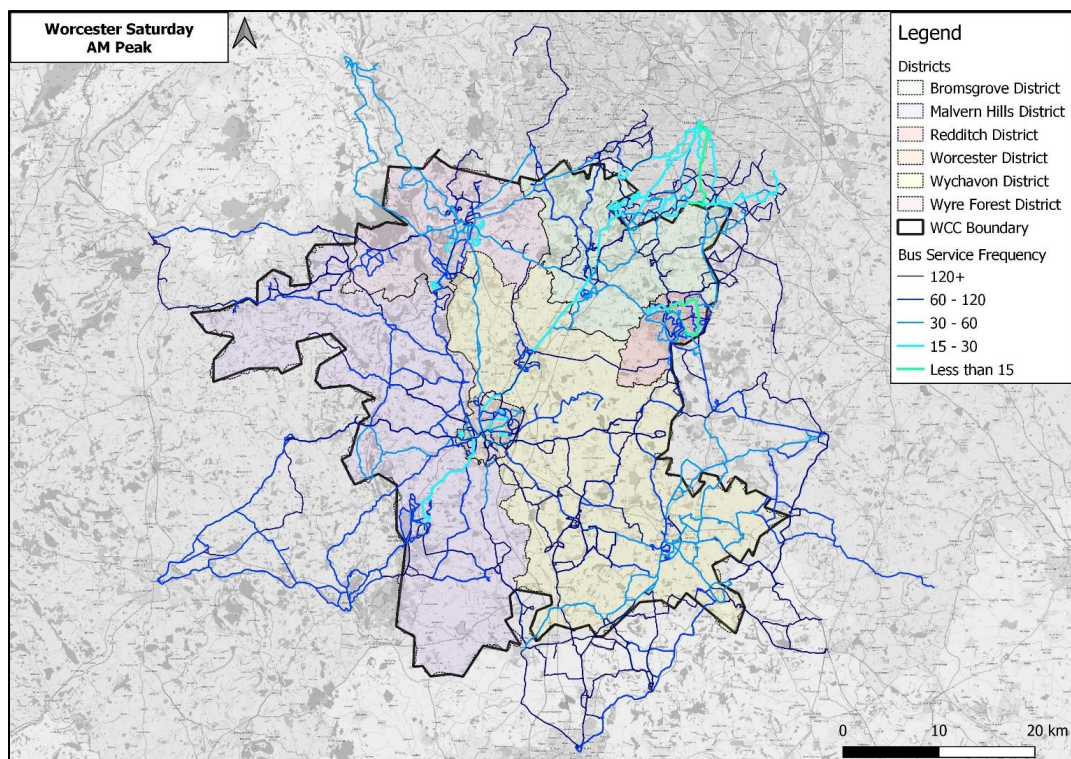 Worcester Saturday
AM Peak
Legend
Districts
Bromsgrove District
Malvern Hills District
Redditch District
Worcester District
Wychavon District
Wyre Forest District
WCC Boundary
Bus Service Frequency
120+
60 - 120
30 - 60
15 - 30
Less than 15
0 10 20 km